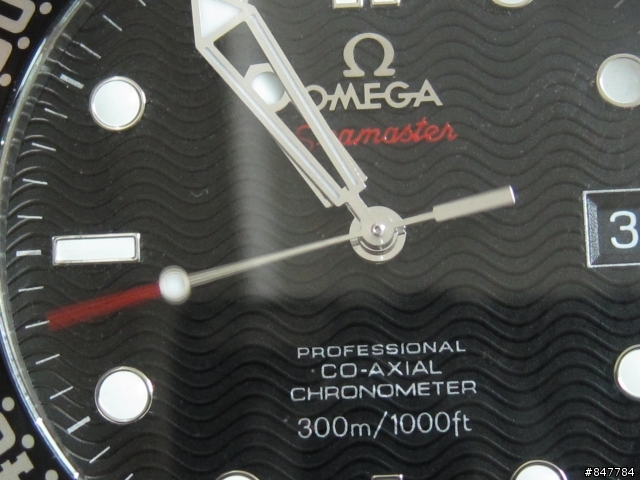 Ω
OMEGA
Seamaster
3
PROFESSIONAL
CO-AXIAL
CHRONOMETER
300m/1000ft
#847784